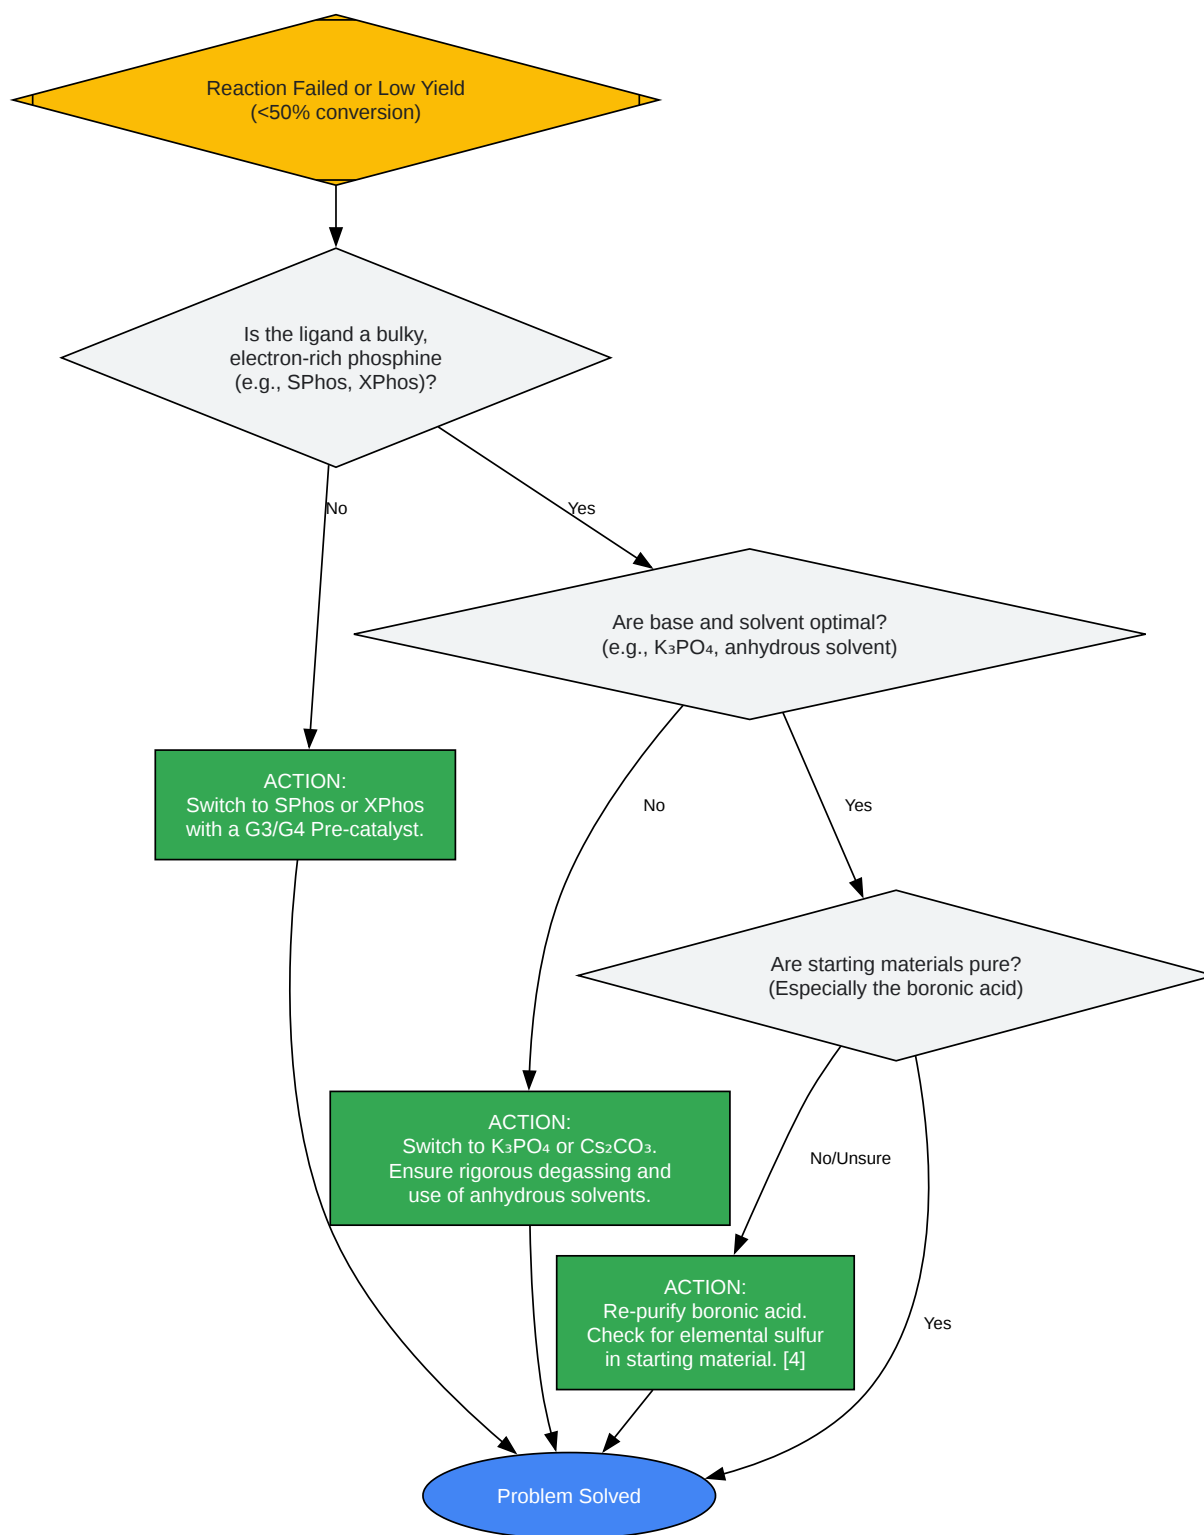 Reaction Failed or Low Yield
(<50% conversion)
Is the ligand a bulky,
electron-rich phosphine
(e.g., SPhos, XPhos)?
No
Yes
Are base and solvent optimal?
(e.g., K₃PO₄, anhydrous solvent)
ACTION:
Switch to SPhos or XPhos
with a G3/G4 Pre-catalyst.
No
Yes
Are starting materials pure?
(Especially the boronic acid)
ACTION:
Switch to K₃PO₄ or Cs₂CO₃.
Ensure rigorous degassing and
use of anhydrous solvents.
No/Unsure
ACTION:
Re-purify boronic acid.
Check for elemental sulfur
in starting material. [4]
Yes
Problem Solved